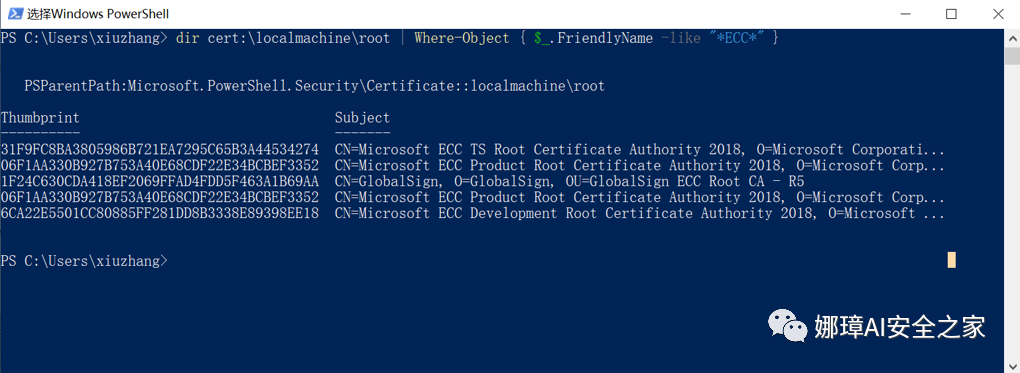 选择Windows PowerShell
PS C:\Users\xiuzhang> dir cert:\localmachine\root | Where-Object { $_.FriendlyName -like "*ECC*" }
PSParentPath:Microsoft.PowerShell.Security\Certificate::localmachine\root
Thumbprint Subject
---------- -------
31F9FC8BA3805986B721EA7295C65B3A44534274 CN=Microsoft ECC TS Root Certificate Authority 2018, O=Microsoft Corporati...
06F1AA330B927B753A40E68CDF22E34BCBEF3352 CN=Microsoft ECC Product Root Certificate Authority 2018, O=Microsoft Corp...
1F24C630CDA418EF2069FFAD4FDD5F463A1B69AA CN=GlobalSign, O=GlobalSign, OU=GlobalSign ECC Root CA - R5
06F1AA330B927B753A40E68CDF22E34BCBEF3352 CN=Microsoft ECC Product Root Certificate Authority 2018, O=Microsoft Corp...
6CA22E5501CC80885FF281DD8B3338E89398EE18 CN=Microsoft ECC Development Root Certificate Authority 2018, O=Microsoft ...
PS C:\Users\xiuzhang>
娜璋AI安全之家